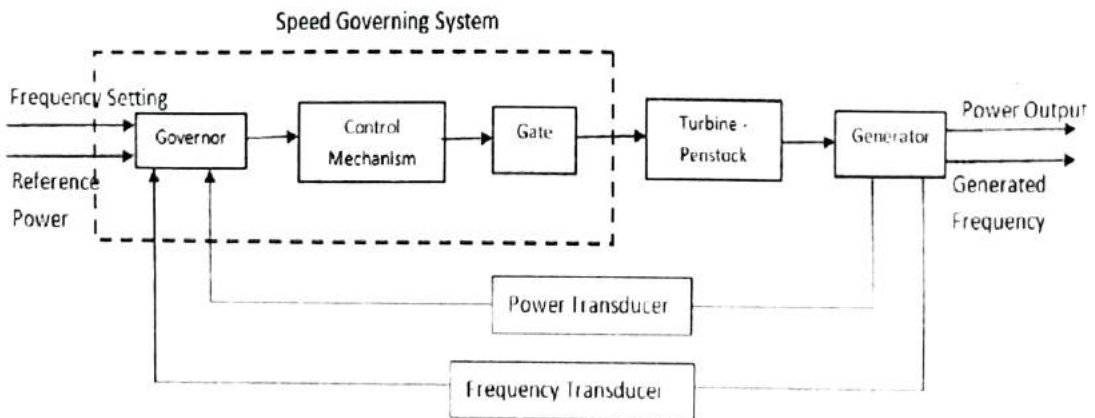 Speed Governing System
Frequency Setting
Governor
Control
Mechanism
Gate
Turbine -
Penstock
Generator
Power Output
Reference
Power
Generated
Frequency
Power Transducer
Frequency Transducer